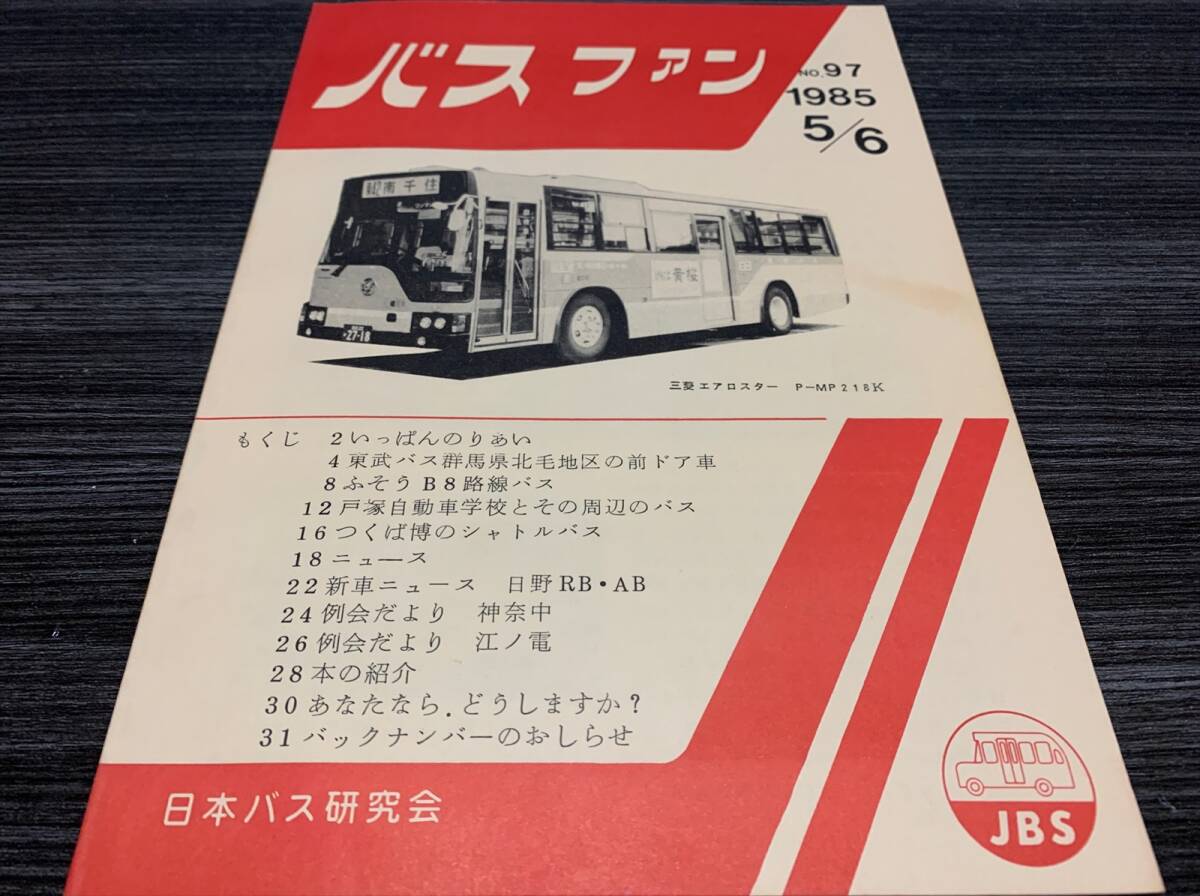 バスファン
NO.97
1985
5/6
南千住
27-18
黄桜
三菱エアロスター P-MP218K
もくじ 2いっぱんのりあい
4東武バス群馬県北毛地区の前ドア車
8ふそうB8路線バス
12戸塚自動車学校とその周辺のバス
16つくば博のシャトルバス
18ニュース
22新車ニュース 日野RB・AB
24例会だより 神奈中
26例会だより 江ノ電
28本の紹介
30あなたなら.どうしますか?
31バックナンバーのおしらせ
日本バス研究会
JBS